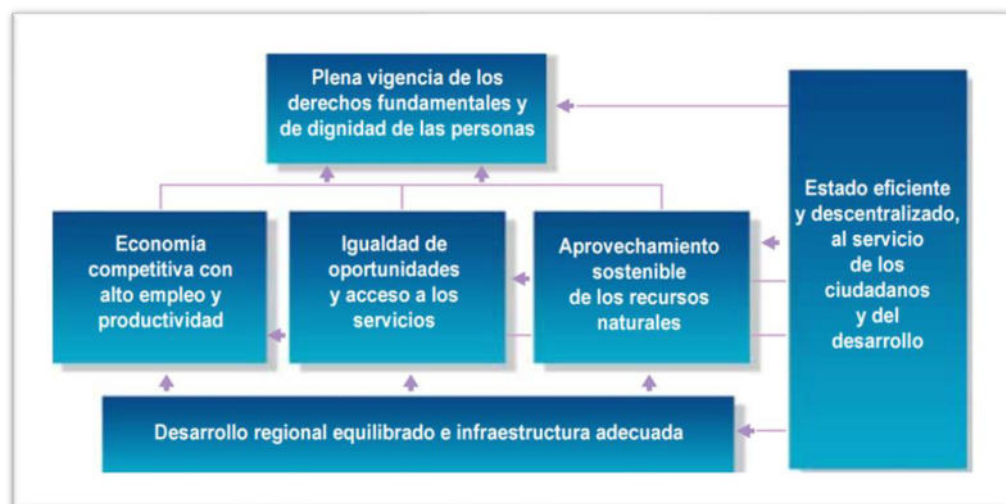 Plena vigencia de los
derechos fundamentales y
de dignidad de las personas
Economía
competitiva con
alto empleo y
productividad
Igualdad de
oportunidades
y acceso a los
servicios
Aprovechamiento
sostenible
de los recursos
naturales
Estado eficiente
y descentralizado,
al servicio
de los
ciudadanos
y del
desarrollo
Desarrollo regional equilibrado e infraestructura adecuada